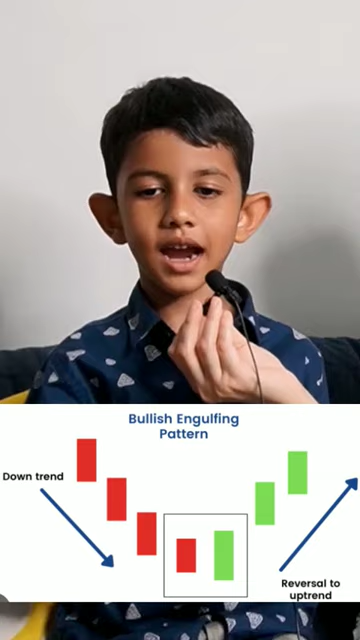 Bullish Engulfing
Pattern
Down trend
Reversal to
uptrend